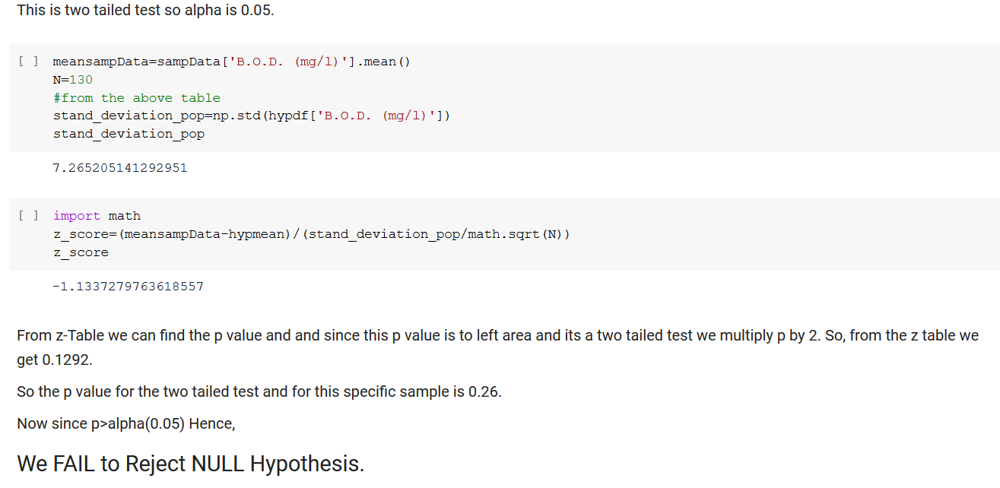 This is two tailed test so alpha is 0.05.
[ ] meansampData=sampData['B.O.D. (mg/l)'].mean()
N=130
#from the above table
stand_deviation_pop=np.std(hypdf['B.O.D. (mg/l)'])
stand_deviation_pop
7.265205141292951
[ ] import math
z_score=(meansampData-hypmean)/(stand_deviation_pop/math.sqrt(N))
z_score
-1.1337279763618557
From z-Table we can find the p value and and since this p value is to left area and its a two tailed test we multiply p by 2. So, from the z table we
get 0.1292.
So the p value for the two tailed test and for this specific sample is 0.26.
Now since p>alpha(0.05) Hence,
We FAIL to Reject NULL Hypothesis.